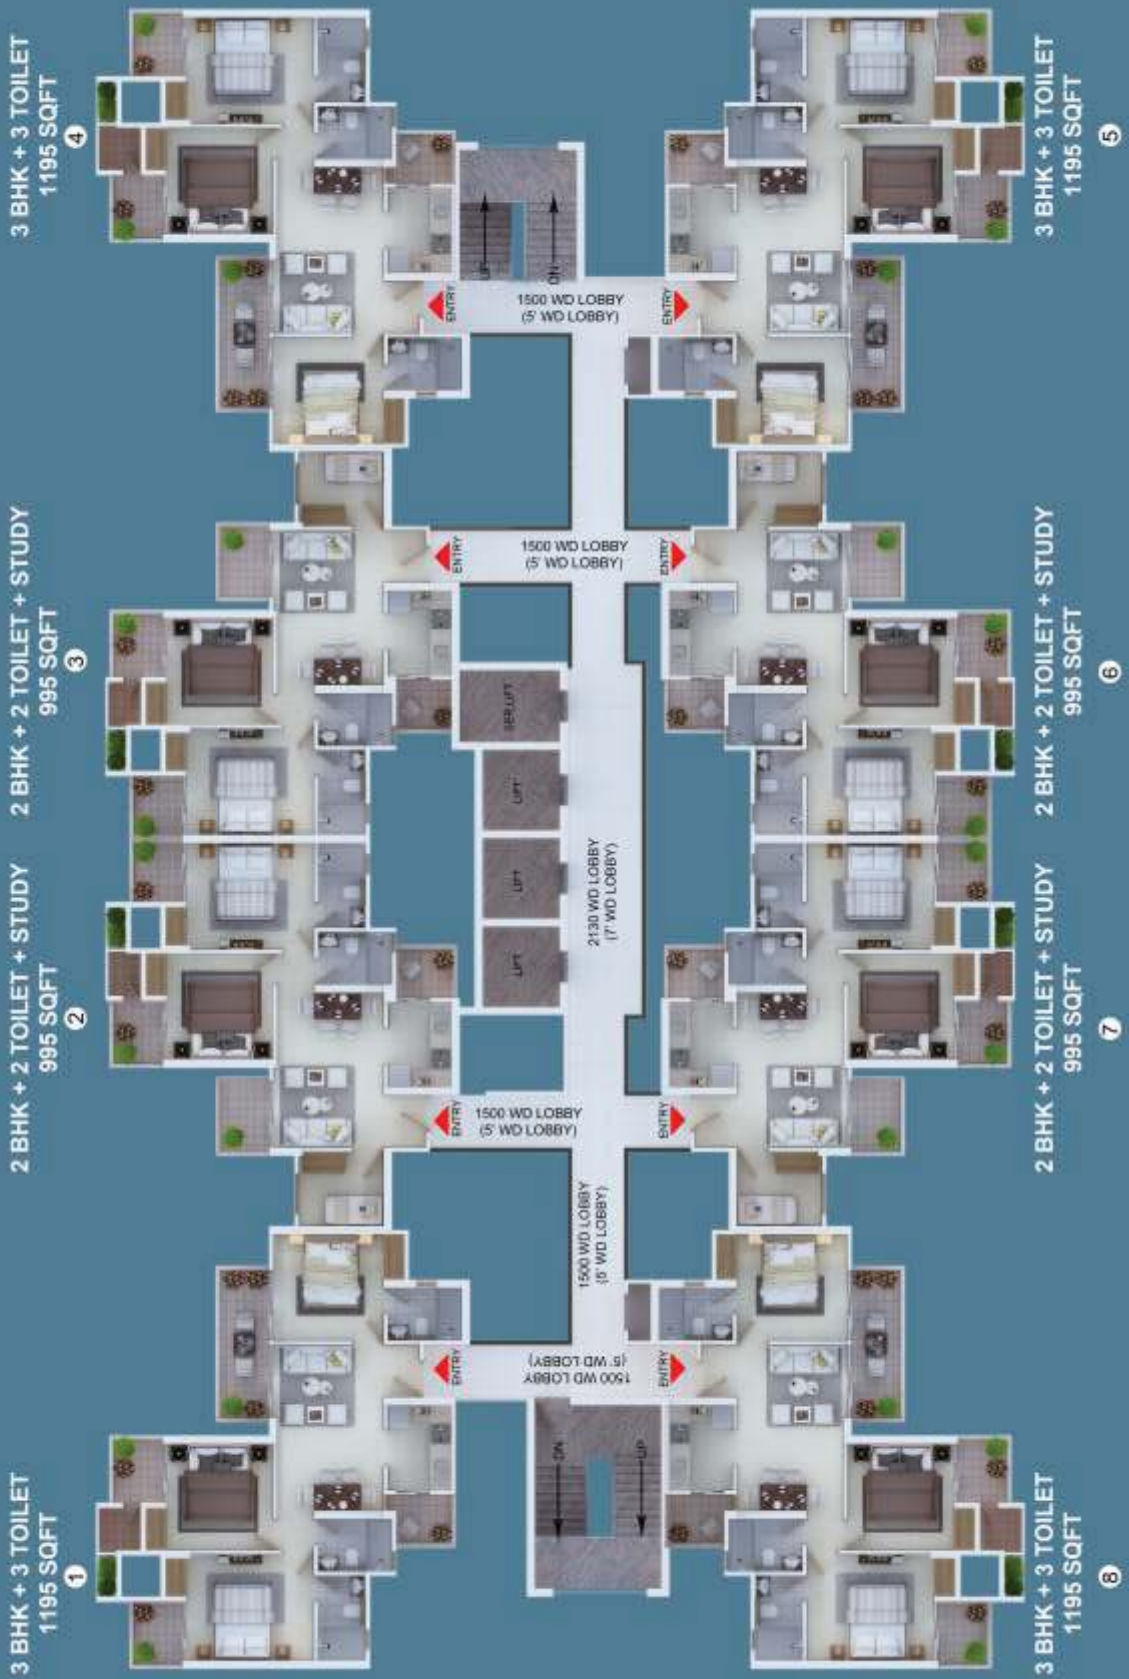 3 BHK + 3 TOILET
1195 SQFT
1
2 BHK + 2 TOILET + STUDY
995 SQFT
2
2 BHK + 2 TOILET + STUDY
995 SQFT
3
3 BHK + 3 TOILET
1195 SQFT
4
ENTRY
ENTRY
ENTRY
ENTRY
UP
DN
LIFT
LIFT
LIFT
SER.LIFT
1500 WD LOBBY
(5' WD LOBBY)
1500 WD LOBBY
(5' WD LOBBY)
1500 WD LOBBY
(5' WD LOBBY)
1500 WD LOBBY
(5' WD LOBBY)
1500 WD LOBBY
(5' WD LOBBY)
2130 WD LOBBY
(7' WD LOBBY)
DN
UP
ENTRY
ENTRY
ENTRY
ENTRY
3 BHK + 3 TOILET
1195 SQFT
8
2 BHK + 2 TOILET + STUDY
995 SQFT
7
2 BHK + 2 TOILET + STUDY
995 SQFT
6
3 BHK + 3 TOILET
1195 SQFT
5